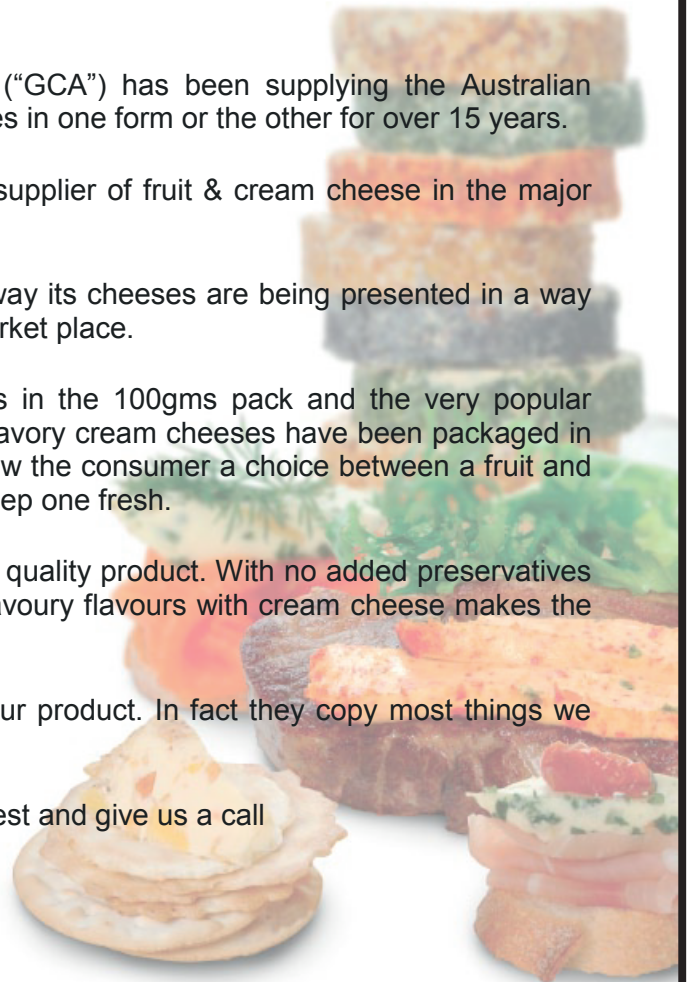 (“GCA”) has been supplying the Australian
es in one form or the other for over 15 years.
supplier of fruit & cream cheese in the major
way its cheeses are being presented in a way
rket place.
s in the 100gms pack and the very popular
avory cream cheeses have been packaged in
w the consumer a choice between a fruit and
ep one fresh.
quality product. With no added preservatives
avoury flavours with cream cheese makes the
ur product. In fact they copy most things we
est and give us a call